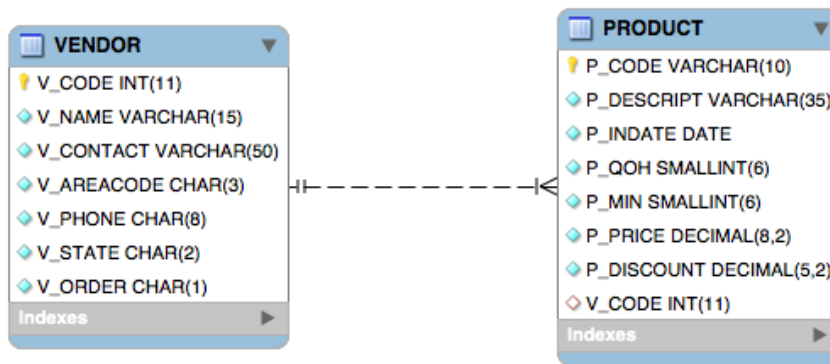 VENDOR
V_CODE INT(11)
V_NAME VARCHAR(15)
V_CONTACT VARCHAR(50)
V_AREACODE CHAR(3)
V_PHONE CHAR(8)
V_STATE CHAR(2)
V_ORDER CHAR(1)
Indexes
PRODUCT
P_CODE VARCHAR(10)
P_DESCRIPT VARCHAR(35)
P_INDATE DATE
P_QOH SMALLINT(6)
P_MIN SMALLINT(6)
P_PRICE DECIMAL(8,2)
P_DISCOUNT DECIMAL(5,2)
V_CODE INT(11)
Indexes